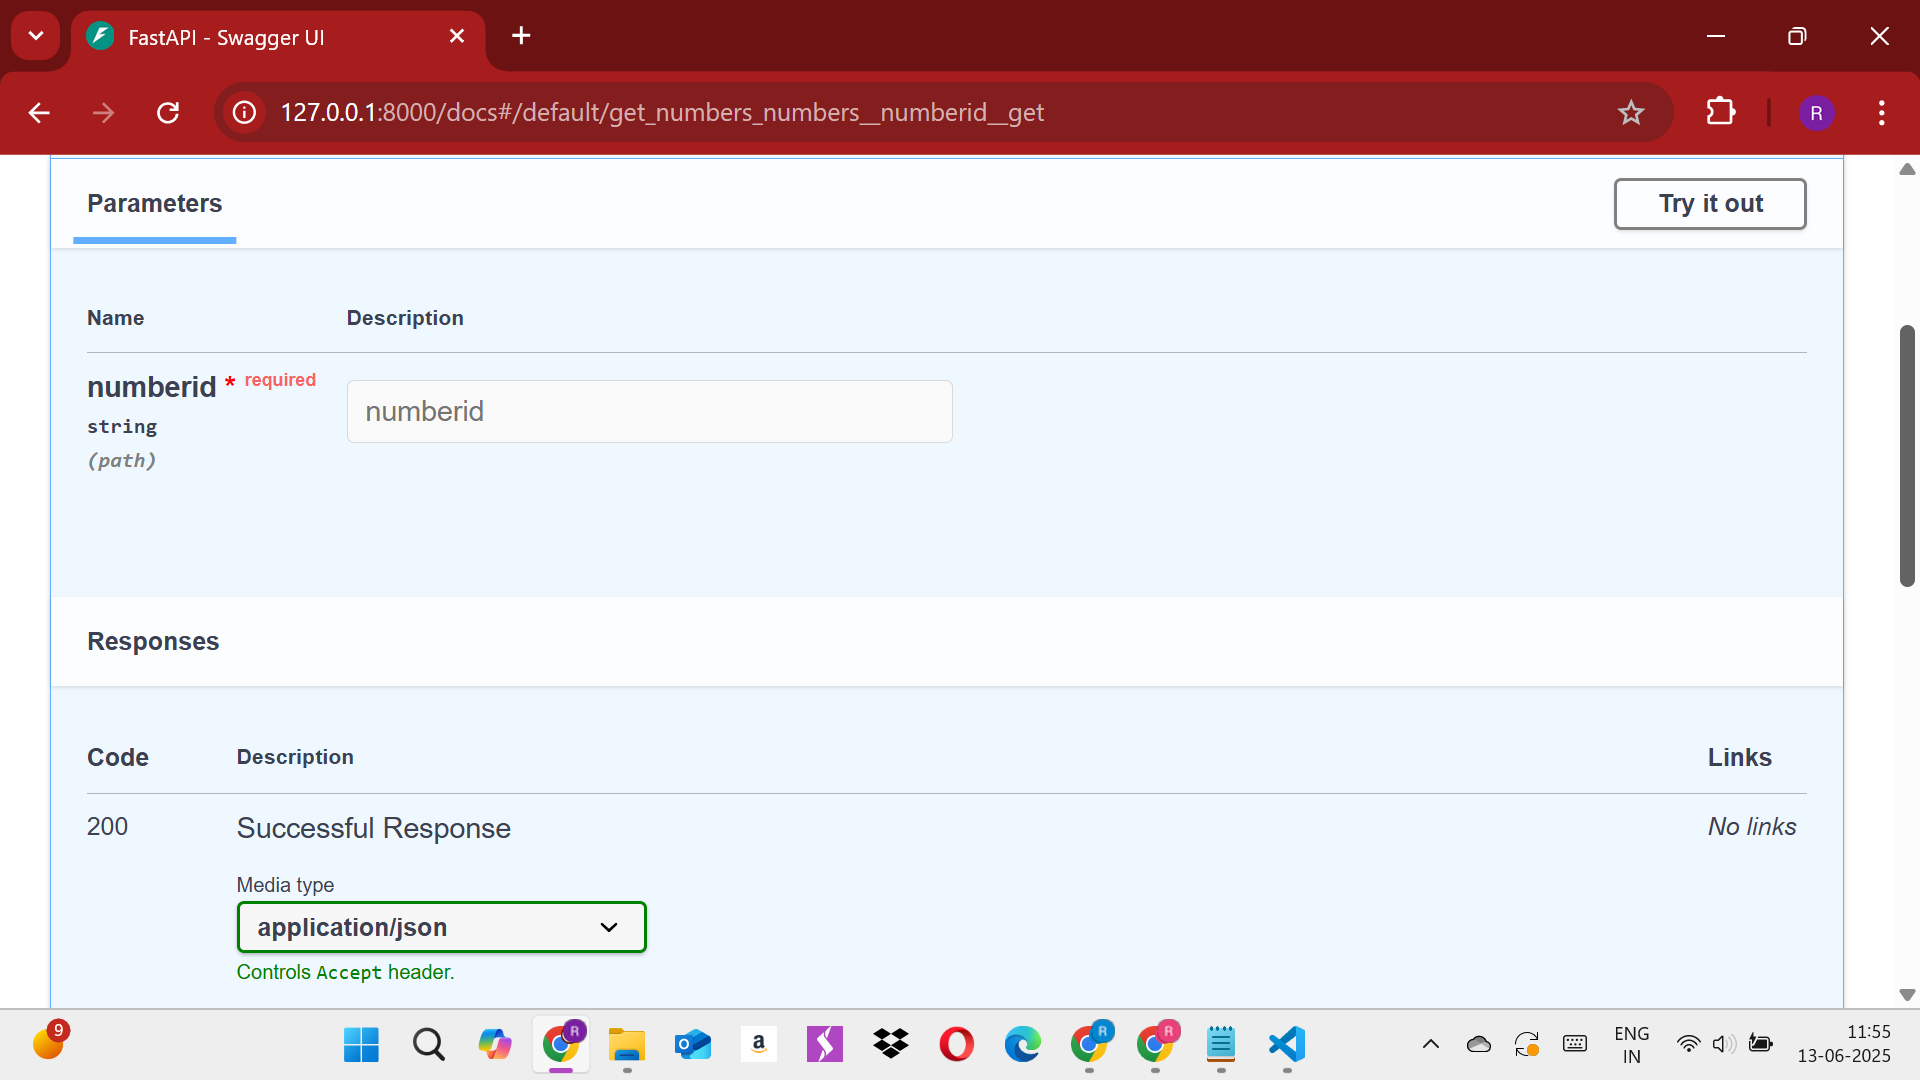 FastAPI - Swagger UI
127.0.0.1:8000/docs#/default/get_numbers_numbers__numberid__get
R
Parameters
Try it out
Name Description
numberid * required
numberid
string
(path)
Responses
Code Description Links
200 Successful Response No links
Media type
application/json
Controls Accept header.
9
R
a
R
R
ENG
IN
11:55
13-06-2025